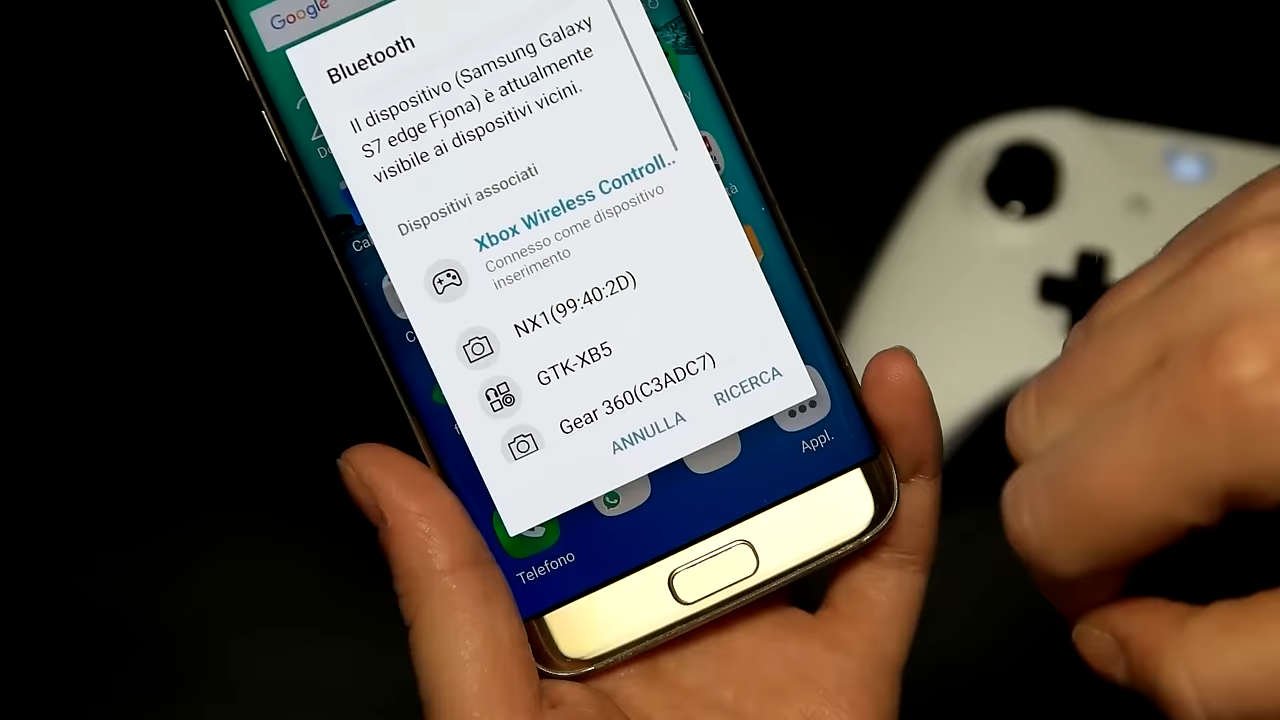 Google
Bluetooth
Il dispositivo (Samsung Galaxy
S7 edge Fjona) è attualmente
visibile ai dispositivi vicini.
Dispositivi associati
Xbox Wireless Controll..
Connesso come dispositivo
inserimento
NX1(99:40:2D)
GTK-XB5
Gear 360(C3ADC7)
ANNULLA RICERCA
Appl.
Telefono